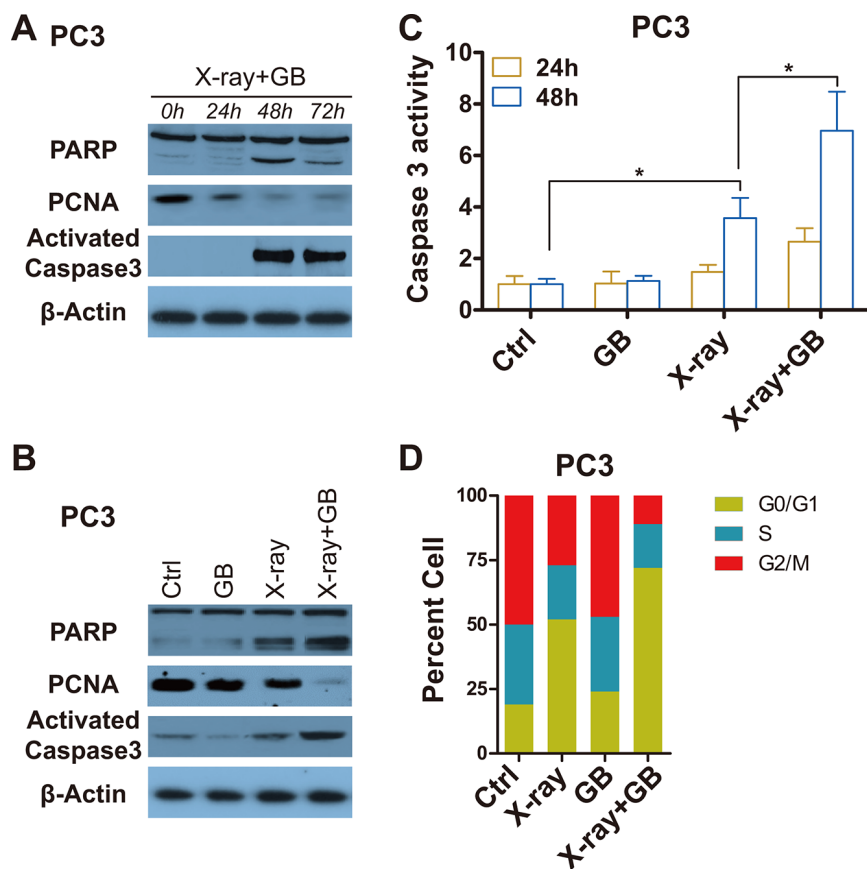 A PC3
X-ray+GB
0h 24h 48h 72h
PARP
PCNA
Activated
Caspase3
β-Actin
B
PC3
Ctrl GB X-ray X-ray+GB
PARP
PCNA
Activated
Caspase3
β-Actin
C PC3
Caspase 3 activity
10
8
6
4
2
0
24h
48h
*
*
Ctrl GB X-ray X-ray+GB
D PC3
Percent Cell
100
75
50
25
0
G0/G1
S
G2/M
Ctrl X-ray GB X-ray+GB